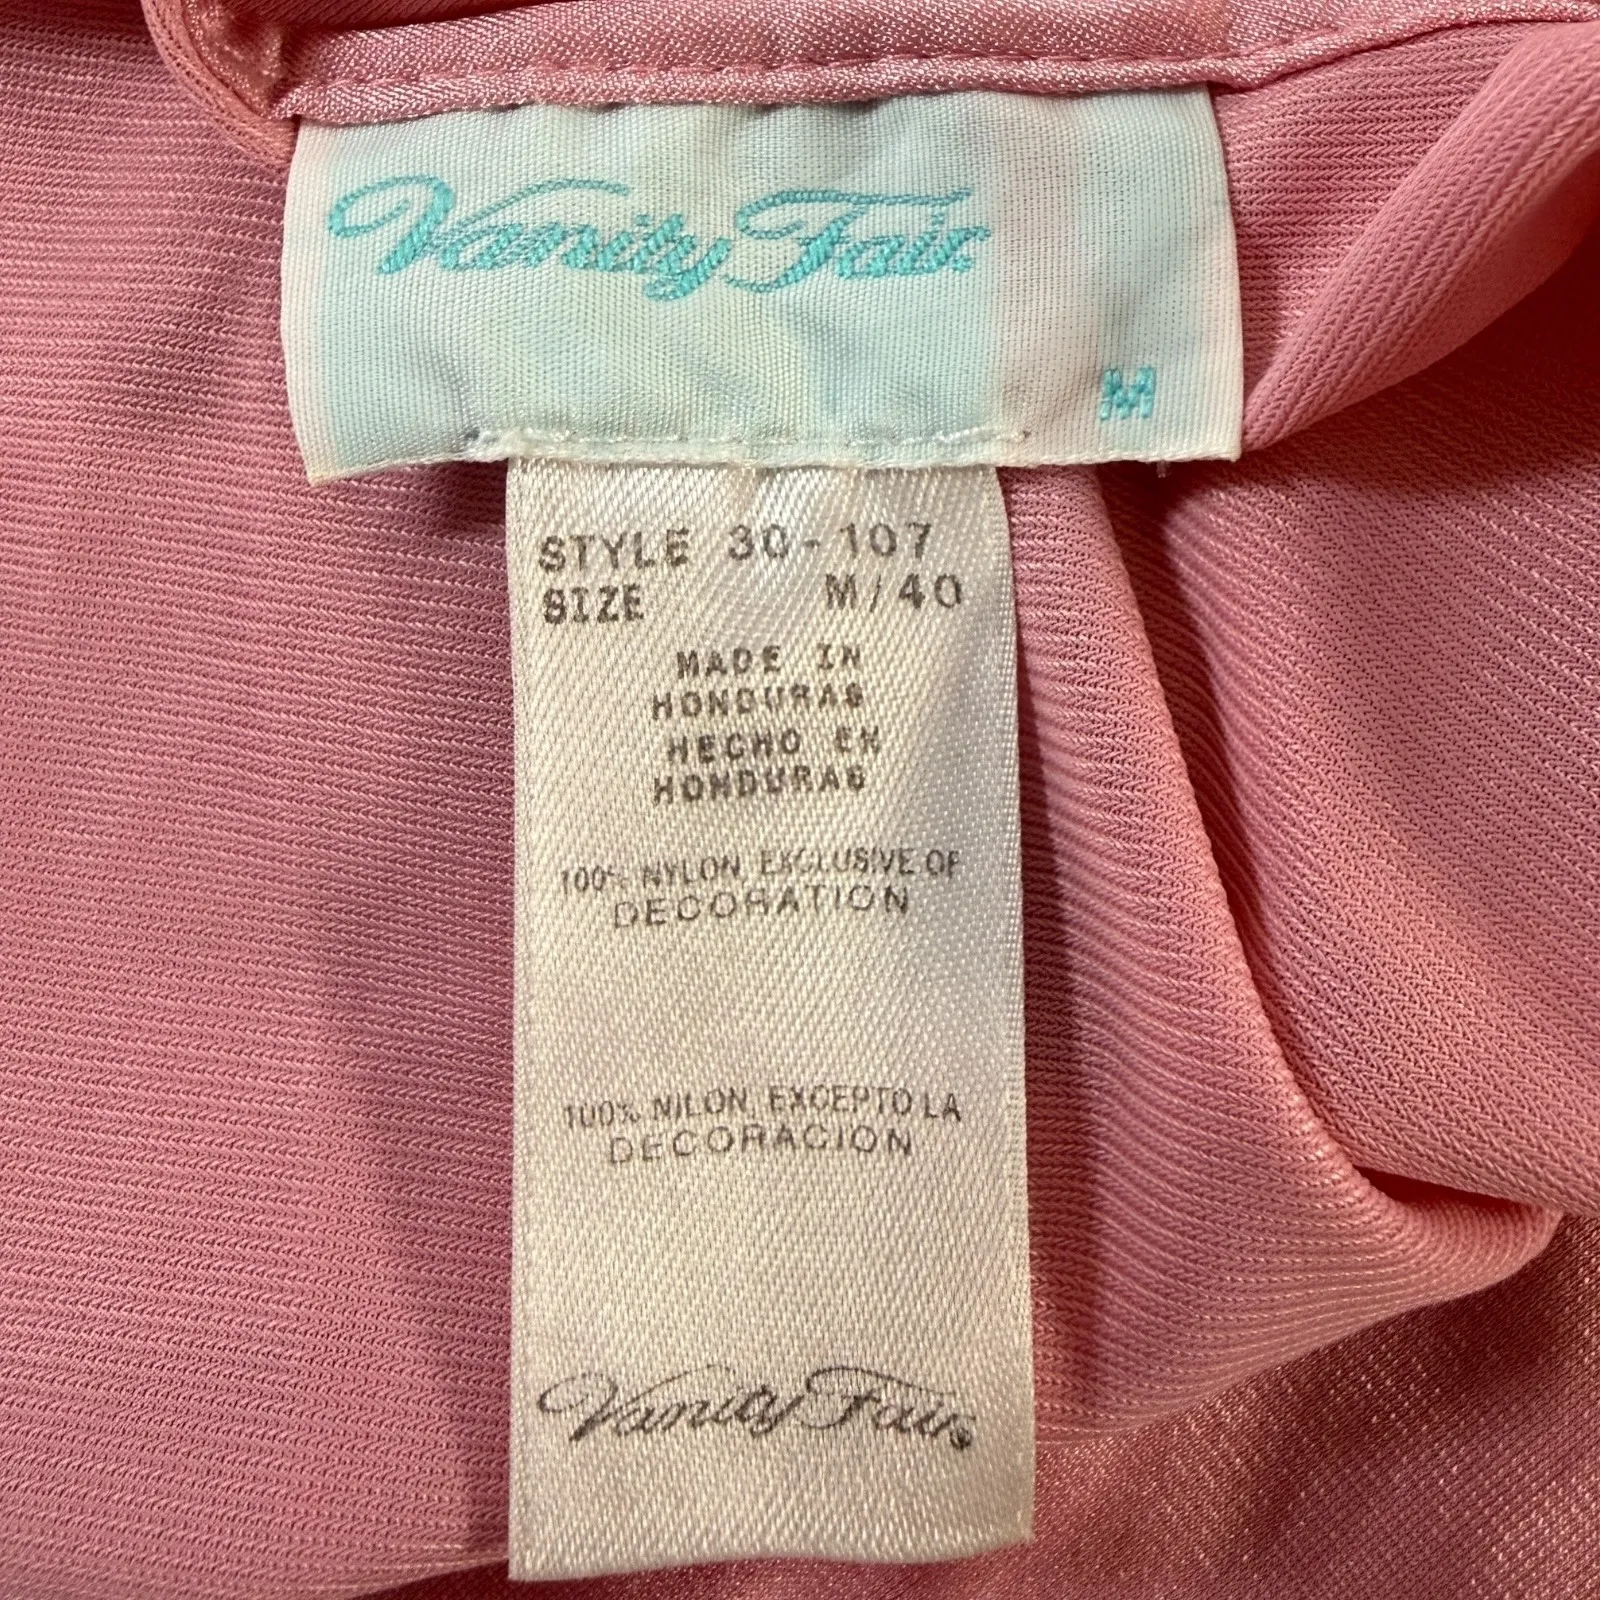 Vanity Fair
M
STYLE 30-107
SIZE M/40
MADE IN
HONDURAS
HECHO EN
HONDURAS
100% NYLON, EXCLUSIVE OF
DECORATION
100% NILON, EXCEPTO LA
DECORACION
Vanity Fair